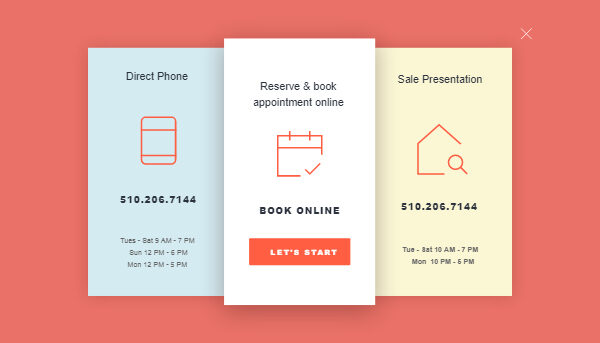 Direct Phone
510.206.7144
Tues - Sat 9 AM - 7 PM
Sun 12 PM - 6 PM
Mon 12 PM - 5 PM
Reserve & book
appointment online
BOOK ONLINE
LET'S START
Sale Presentation
510.206.7144
Tue - Sat 10 AM - 7 PM
Mon 10 PM - 5 PM